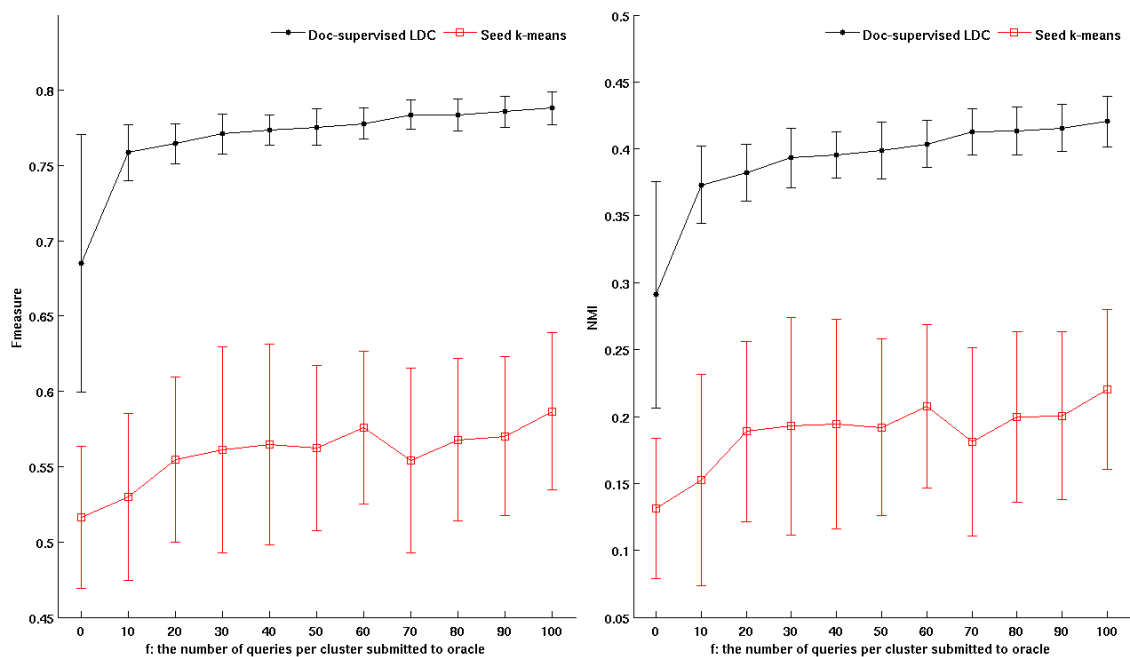 Doc-supervised LDC Seed k-means
0.8
0.75
0.7
0.65
0.6
0.55
0.5
0.45
Fmeasure
0 10 20 30 40 50 60 70 80 90 100
f: the number of queries per cluster submitted to oracle
Doc-supervised LDC Seed k-means
0.5
0.45
0.4
0.35
0.3
0.25
0.2
0.15
0.1
0.05
NMI
0 10 20 30 40 50 60 70 80 90 100
f: the number of queries per cluster submitted to oracle